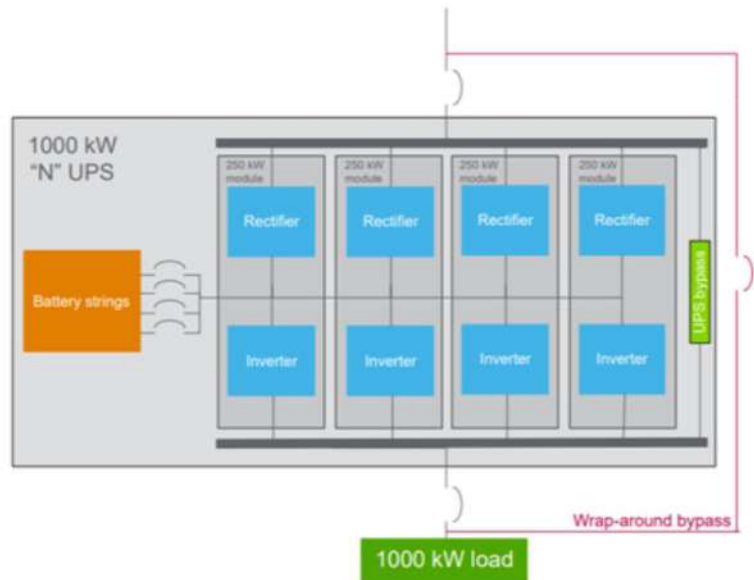 1000 kW
“N” UPS
250 kW
module
250 kW
module
250 kW
module
250 kW
module
Rectifier
Rectifier
Rectifier
Rectifier
Battery strings
UPS bypass
Inverter
Inverter
Inverter
Inverter
Wrap-around bypass
1000 kW load